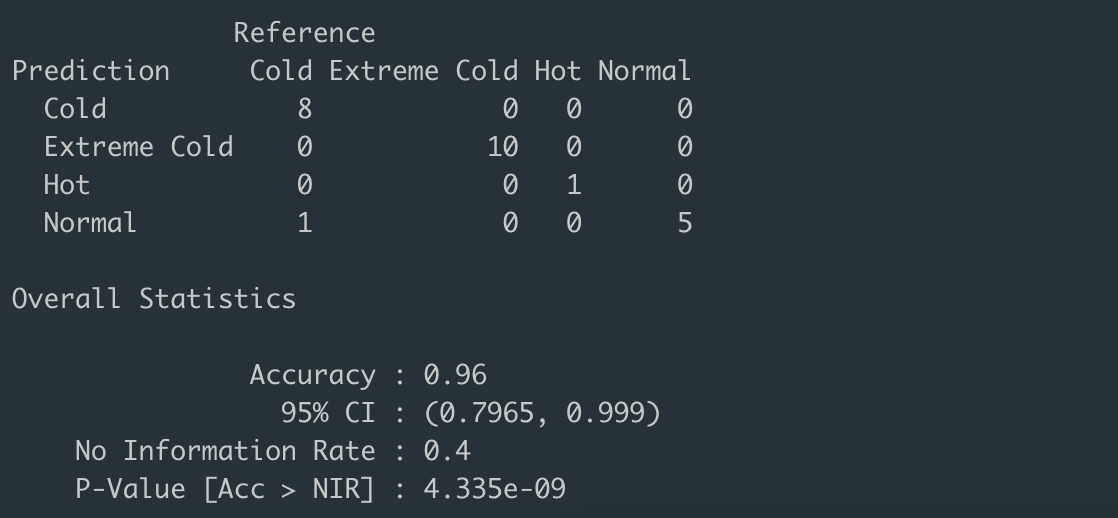 Reference
Prediction Cold Extreme Cold Hot Normal
Cold 8 0 0 0
Extreme Cold 0 10 0 0
Hot 0 0 1 0
Normal 1 0 0 5
Overall Statistics
Accuracy : 0.96
95% CI : (0.7965, 0.999)
No Information Rate : 0.4
P-Value [Acc > NIR] : 4.335e-09